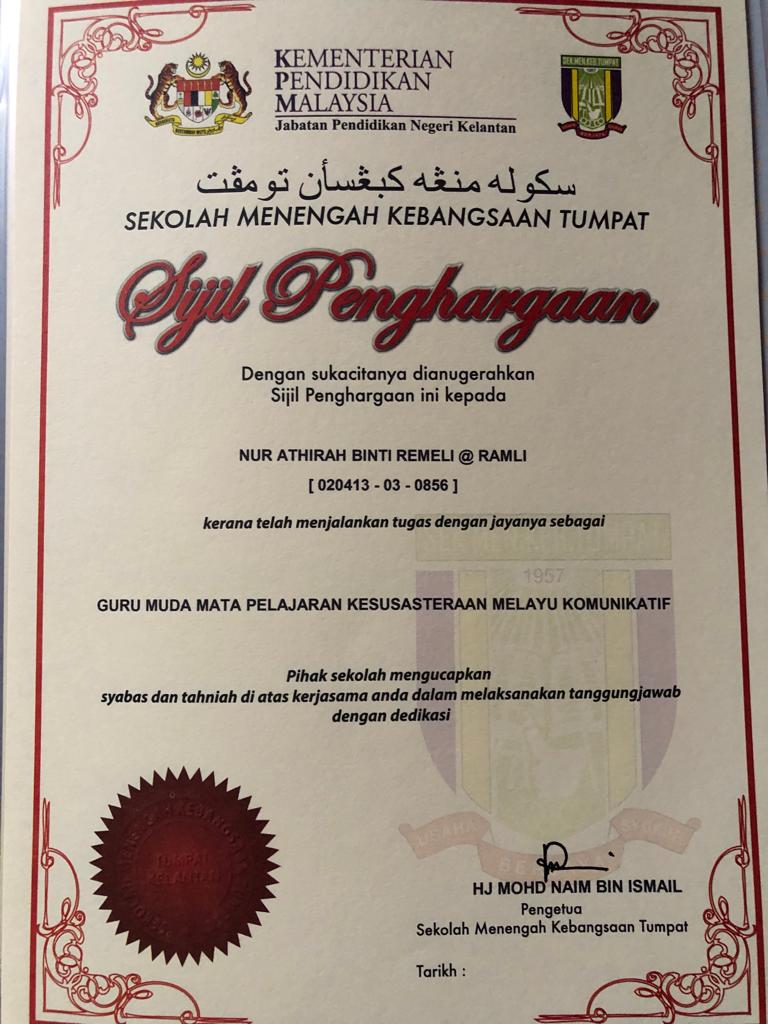 KEMENTERIAN
PENDIDIKAN
MALAYSIA
Jabatan Pendidikan Negeri Kelantan
SEK.MEN.KEB.TUMPAT
1957
سكوله منڠه كبڠسأن تومڤت
SEKOLAH MENENGAH KEBANGSAAN TUMPAT
Sijil Penghargaan
Dengan sukacitanya dianugerahkan
Sijil Penghargaan ini kepada
NUR ATHIRAH BINTI REMELI @ RAMLI
[ 020413 - 03 - 0856 ]
kerana telah menjalankan tugas dengan jayanya sebagai
1957
GURU MUDA MATA PELAJARAN KESUSASTERAAN MELAYU KOMUNIKATIF
Pihak sekolah mengucapkan
syabas dan tahniah di atas kerjasama anda dalam melaksanakan tanggungjawab
dengan dedikasi
USAHA
TUMPAT
KELANTAN
HJ MOHD NAIM BIN ISMAIL
Pengetua
Sekolah Menengah Kebangsaan Tumpat
Tarikh :